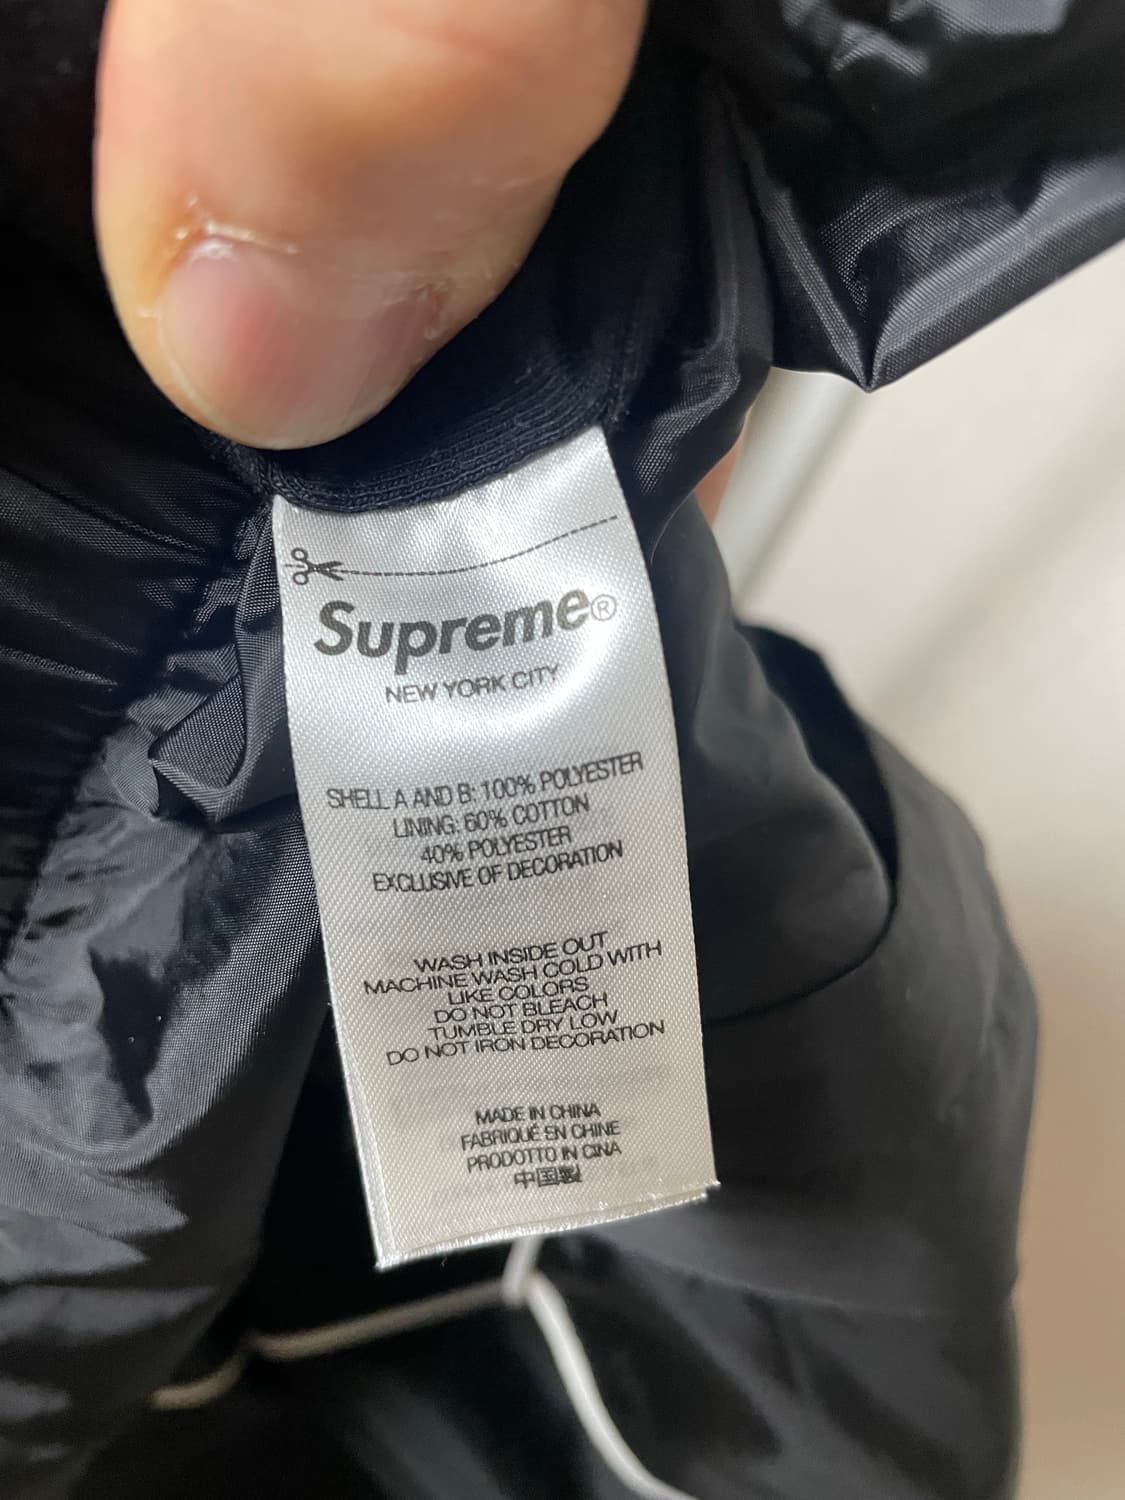 Supreme®
NEW YORK CITY
SHELL A AND B: 100% POLYESTER
LINING: 60% COTTON
40% POLYESTER
EXCLUSIVE OF DECORATION
WASH INSIDE OUT
MACHINE WASH COLD WITH
LIKE COLORS
DO NOT BLEACH
TUMBLE DRY LOW
DO NOT IRON DECORATION
MADE IN CHINA
FABRIQUÉ EN CHINE
PRODOTTO IN CINA
中国製